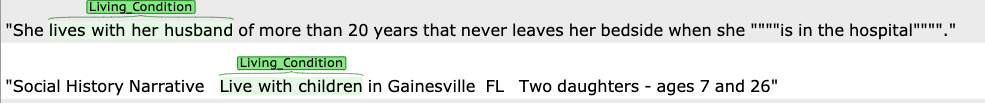 Living_Condition
"She lives with her husband of more than 20 years that never leaves her bedside when she """"is in the hospital""""."
Living_Condition
"Social History Narrative   Live with children in Gainesville  FL   Two daughters - ages 7 and 26"